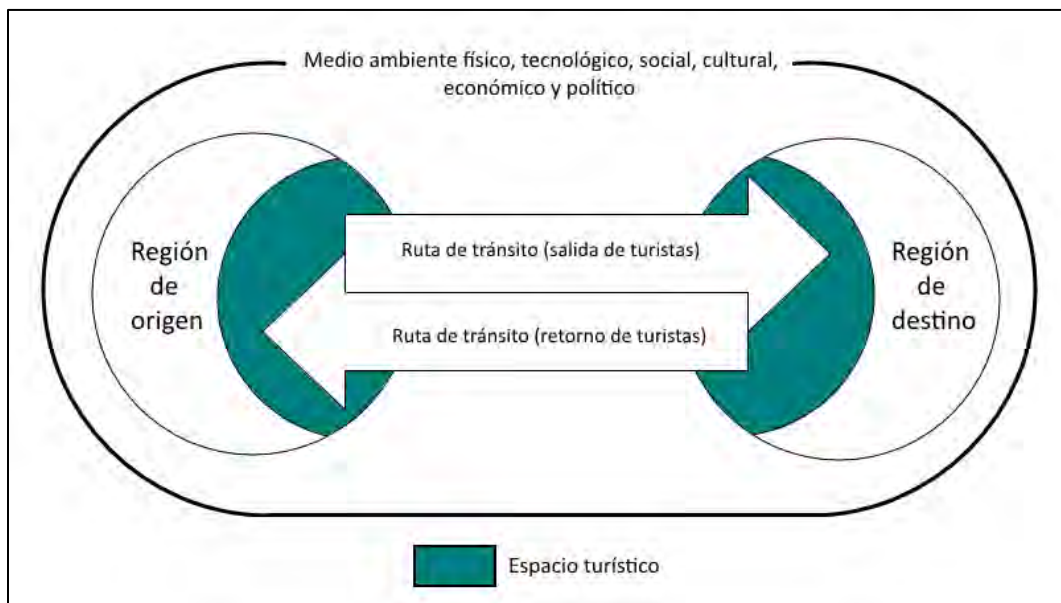 Medio ambiente físico, tecnológico, social, cultural,
económico y político
Región
de
origen
Ruta de tránsito (salida de turistas)
Ruta de tránsito (retorno de turistas)
Región
de
destino
Espacio turístico